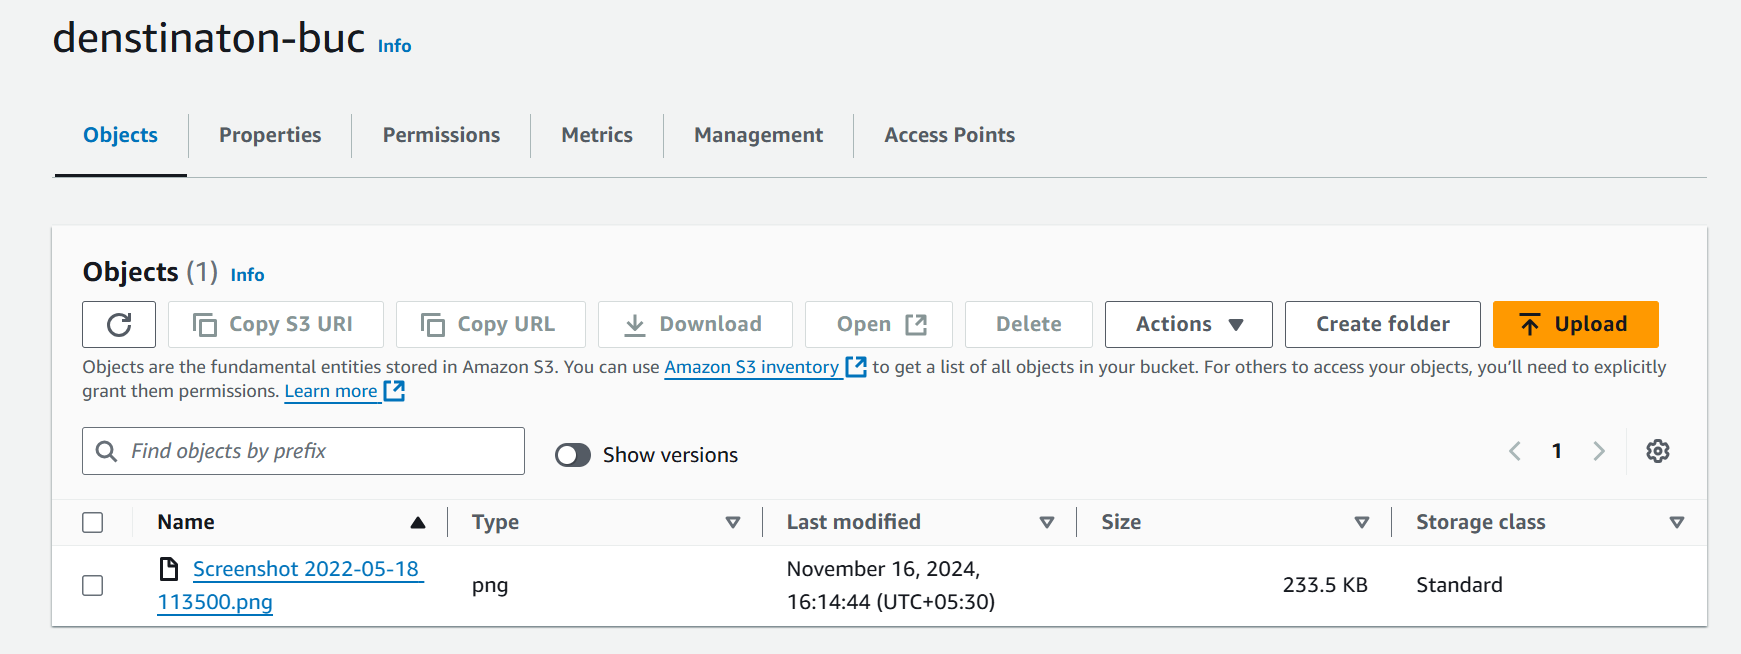 denstinaton-buc Info
Objects Properties Permissions Metrics Management Access Points
Objects (1) Info
Copy S3 URI Copy URL Download Open Delete Actions Create folder Upload
Objects are the fundamental entities stored in Amazon S3. You can use Amazon S3 inventory to get a list of all objects in your bucket. For others to access your objects, you’ll need to explicitly
grant them permissions. Learn more
Find objects by prefix Show versions 1
Name Type Last modified Size Storage class
Screenshot 2022-05-18 png November 16, 2024, 233.5 KB Standard
113500.png 16:14:44 (UTC+05:30)